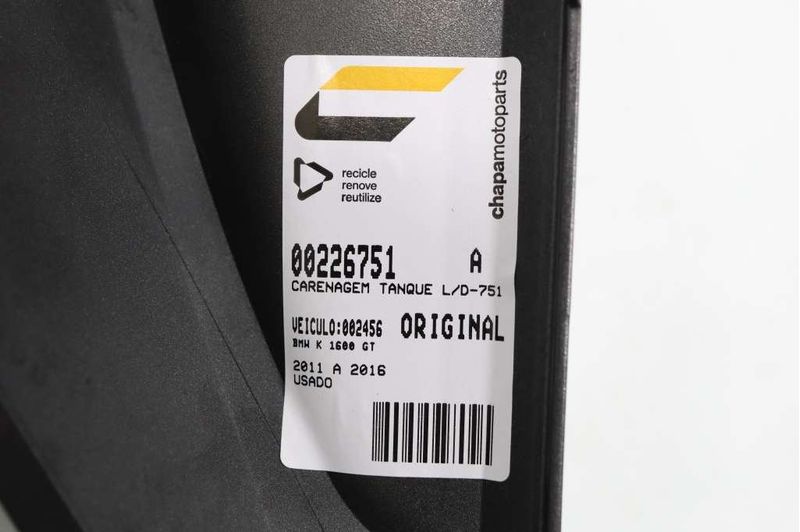 chapamotoparts
recicle
renove
reutilize
00226751 A
CARENAGEM TANQUE L/D-751
VEICULO:002456 ORIGINAL
BMW K 1600 GT
2011 A 2016
USADO